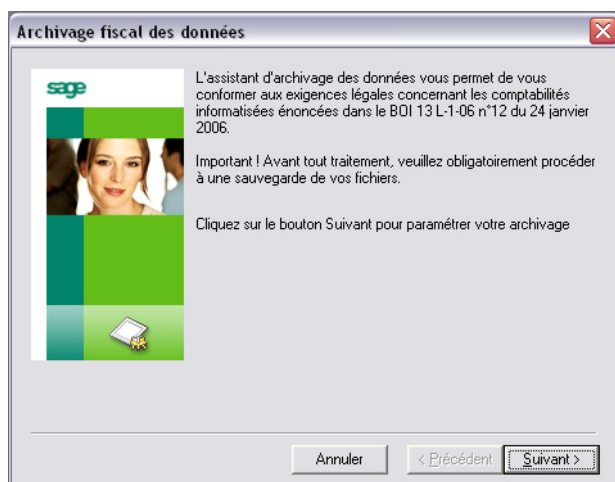 Archivage fiscal des données
sage
L'assistant d'archivage des données vous permet de vous
conformer aux exigences légales concernant les comptabilités
informatisées énoncées dans le BOI 13 L-1-06 n°12 du 24 janvier
2006.
Important ! Avant tout traitement, veuillez obligatoirement procéder
à une sauvegarde de vos fichiers.
Cliquez sur le bouton Suivant pour paramétrer votre archivage
Annuler
< Précédent
Suivant >